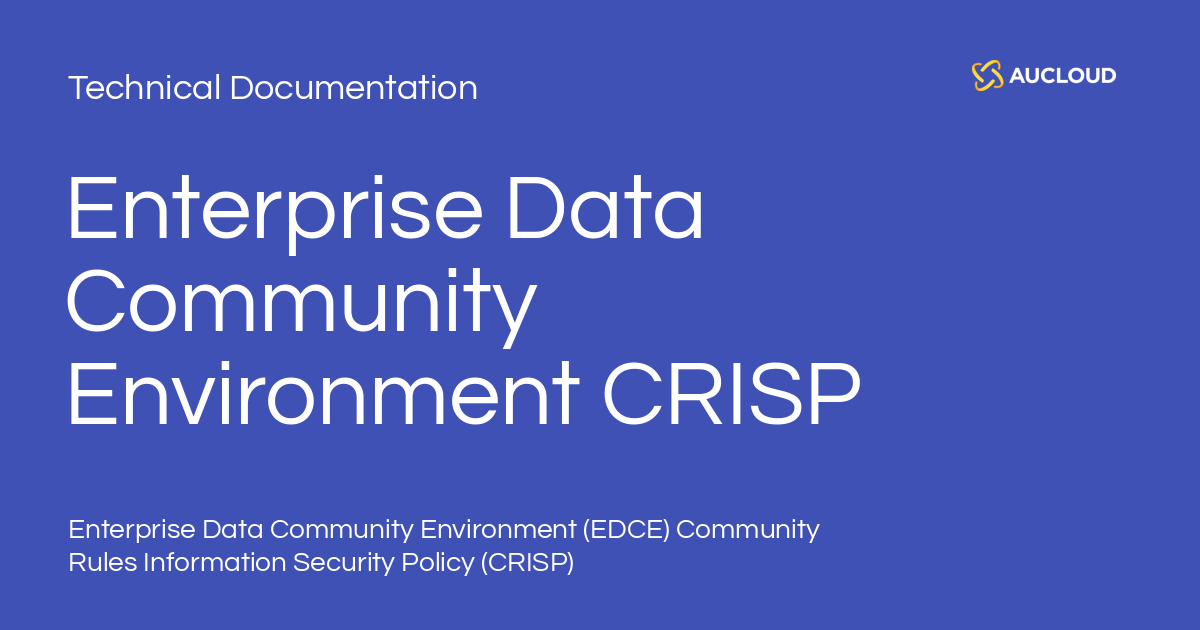 Technical Documentation
AUCLOUD
Enterprise Data
Community
Environment CRISP
Enterprise Data Community Environment (EDCE) Community
Rules Information Security Policy (CRISP)